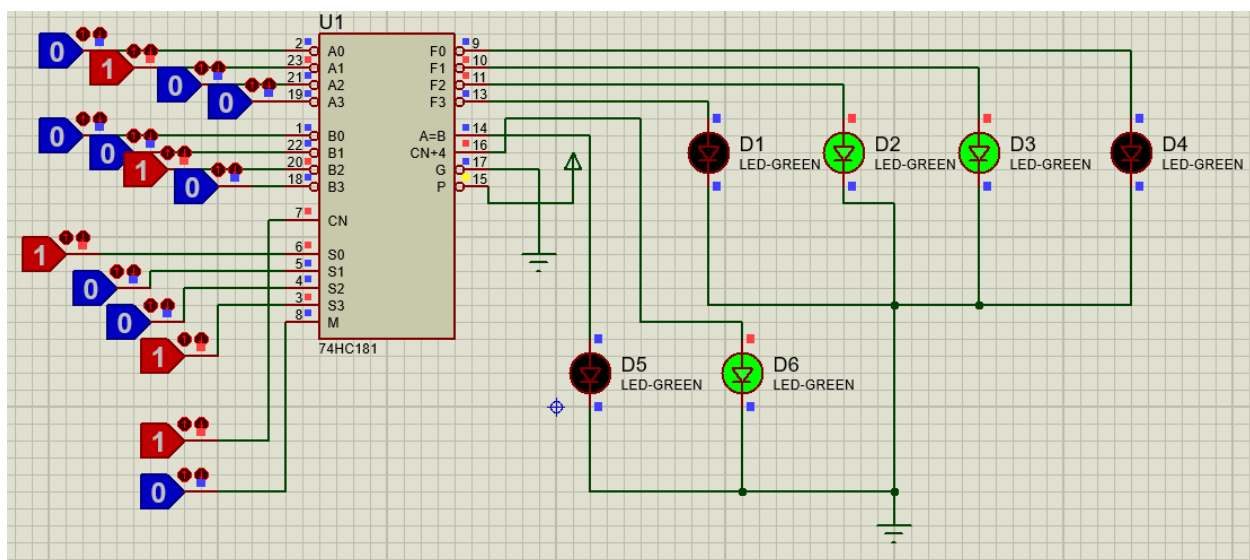 U1
0 2 A0 F0 9
1 23 A1 F1 10
0 21 A2 F2 11
0 19 A3 F3 13
0 1 B0 A=B 14
0 22 B1 CN+4 16
1 20 B2 G 17
0 18 B3 P 15
7 CN
1 6 S0
0 5 S1
0 4 S2
1 3 S3
8 M
74HC181
1
0
D1
LED-GREEN
D2
LED-GREEN
D3
LED-GREEN
D4
LED-GREEN
D5
LED-GREEN
D6
LED-GREEN